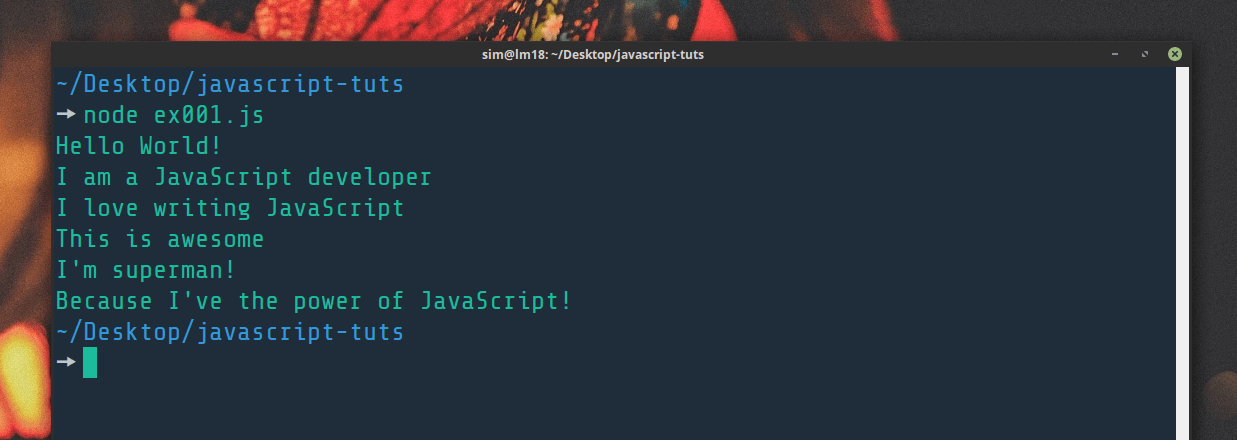 sim@lm18: ~/Desktop/javascript-tuts
~/Desktop/javascript-tuts
→ node ex001.js
Hello World!
I am a JavaScript developer
I love writing JavaScript
This is awesome
I'm superman!
Because I've the power of JavaScript!
~/Desktop/javascript-tuts
→